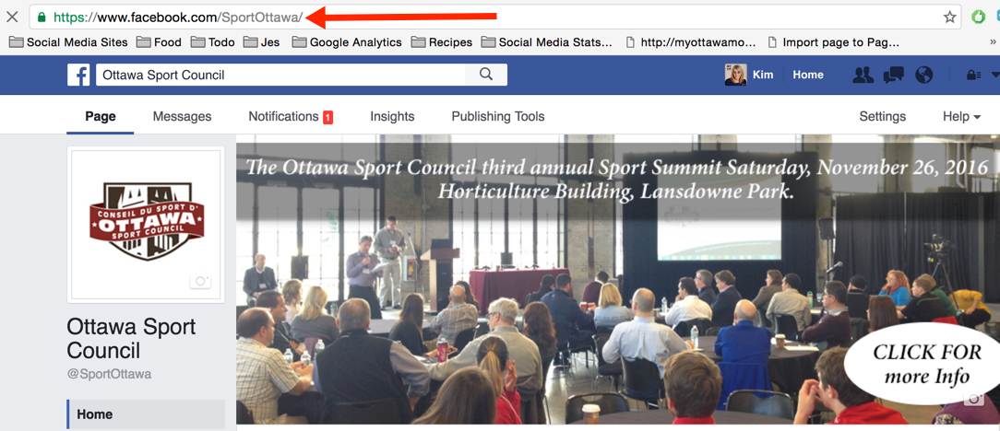 https://www.facebook.com/SportOttawa/
Social Media Sites Food Todo Jes Google Analytics Recipes Social Media Stats... http://myottawamo... Import page to Pag... »
f Ottawa Sport Council Kim Home
Page Messages Notifications 1 Insights Publishing Tools Settings Help
The Ottawa Sport Council third annual Sport Summit Saturday, November 26, 2016
Horticulture Building, Lansdowne Park.
CONSEIL DU SPORT D'
OTTAWA
SPORT COUNCIL
Ottawa Sport
Council
@SportOttawa
Home
CLICK FOR
more Info